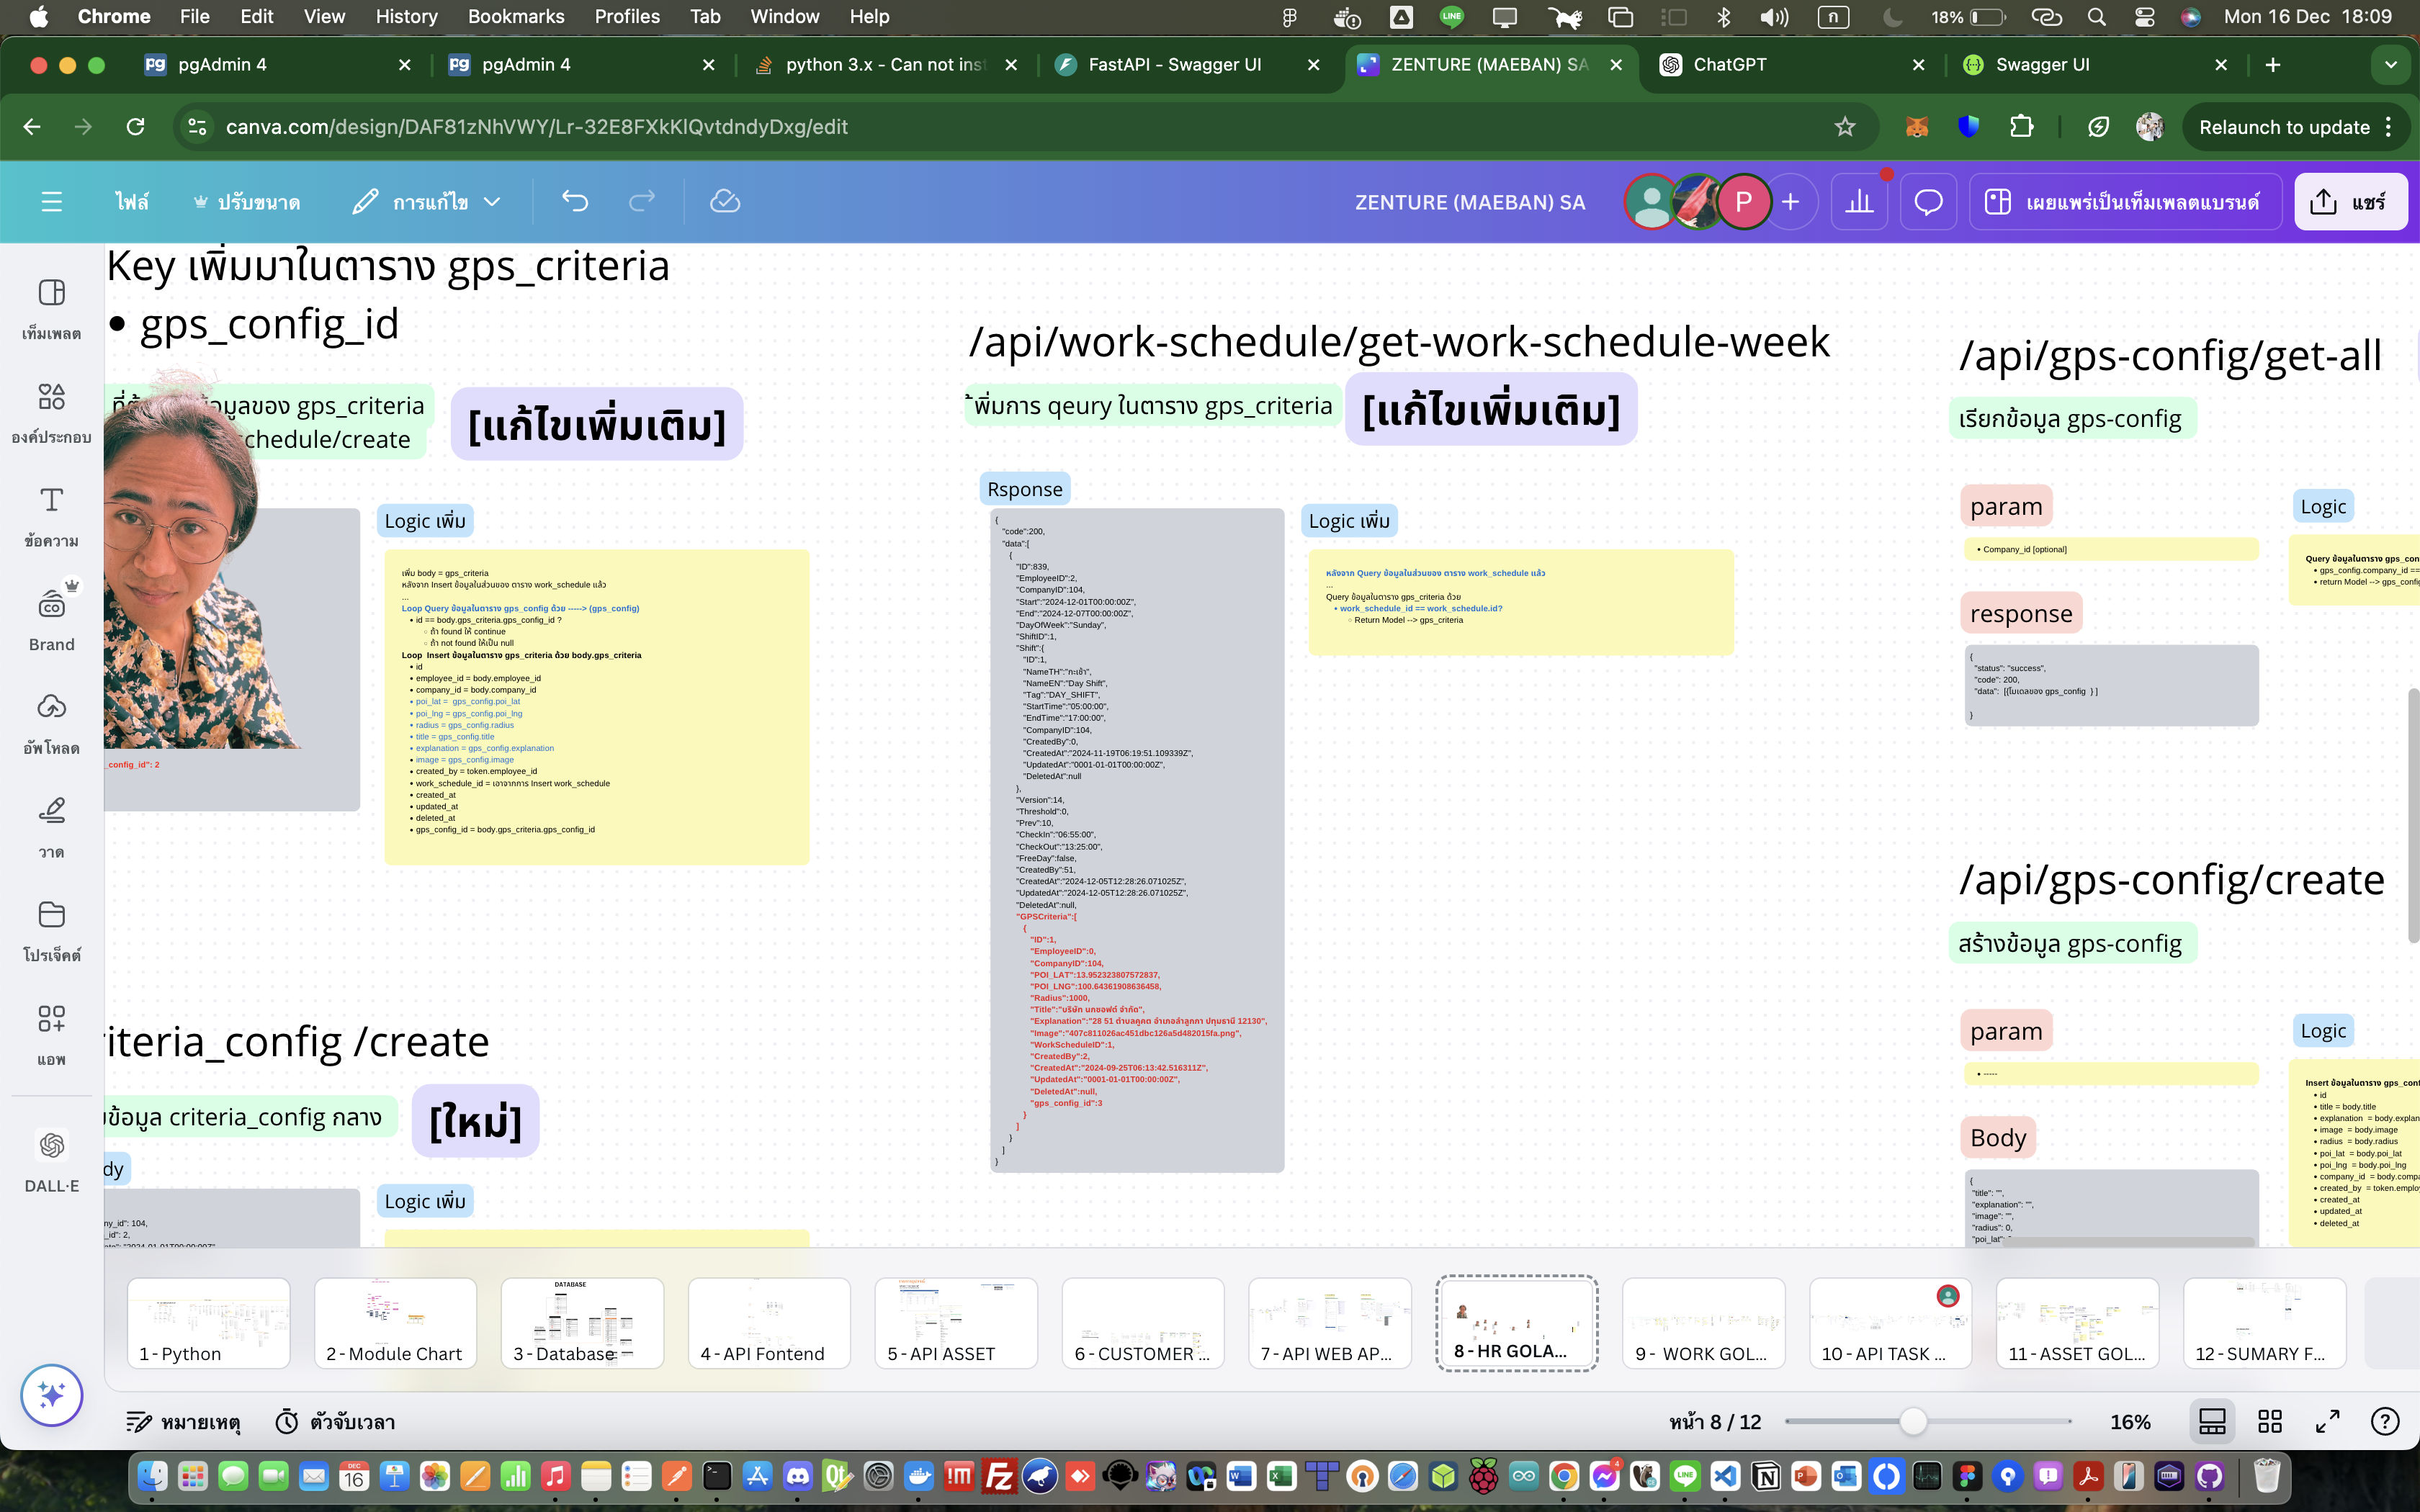 Chrome File Edit View History Bookmarks Profiles Tab Window Help
18% Mon 16 Dec 18:09
pgAdmin 4
pgAdmin 4
python 3.x - Can not inst
FastAPI - Swagger UI
ZENTURE (MAEBAN) SA
ChatGPT
Swagger UI
canva.com/design/DAF81zNhVWY/Lr-32E8FXkKlQvtdndyDxg/edit
Relaunch to update
ไฟล์
ปรับขนาด
การแก้ไข
ZENTURE (MAEBAN) SA
P
เผยแพร่เป็นเท็มเพลตแบรนด์
แชร์
เท็มเพลต
องค์ประกอบ
ข้อความ
Brand
อัพโหลด
วาด
โปรเจ็คต์
แอพ
DALL·E
Key เพิ่มมาในตาราง gps_criteria
• gps_config_id
มูลของ gps_criteria
chedule/create
[แก้ไขเพิ่มเติม]
_config_id": 2
Logic เพิ่ม
เพิ่ม body = gps_criteria
หลังจาก Insert ข้อมูลในส่วนของ ตาราง work_schedule แล้ว
...
Loop Query ข้อมูลในตาราง gps_config ด้วย -----> (gps_config)
• id == body.gps_criteria.gps_config_id ?
◦ ถ้า found ให้ continue
◦ ถ้า not found ให้เป็น null
Loop Insert ข้อมูลในตาราง gps_criteria ด้วย body.gps_criteria
• id
• employee_id = body.employee_id
• company_id = body.company_id
• poi_lat = gps_config.poi_lat
• poi_lng = gps_config.poi_lng
• radius = gps_config.radius
• title = gps_config.title
• explanation = gps_config.explanation
• image = gps_config.image
• created_by = token.employee_id
• work_schedule_id = เอาจากการ Insert work_schedule
• created_at
• updated_at
• deleted_at
• gps_config_id = body.gps_criteria.gps_config_id
riteria_config /create
ข้อมูล criteria_config กลาง
[ใหม่]
dy
ny_id": 104,
_id": 2,
Logic เพิ่ม
/api/work-schedule/get-work-schedule-week
เพิ่มการ qeury ในตาราง gps_criteria
[แก้ไขเพิ่มเติม]
Rsponse
{
"code":200,
"data":[
{
"ID":839,
"EmployeeID":2,
"CompanyID":104,
"Start":"2024-12-01T00:00:00Z",
"End":"2024-12-07T00:00:00Z",
"DayOfWeek":"Sunday",
"ShiftID":1,
"Shift":{
"ID":1,
"NameTH":"กะเช้า",
"NameEN":"Day Shift",
"Tag":"DAY_SHIFT",
"StartTime":"05:00:00",
"EndTime":"17:00:00",
"CompanyID":104,
"CreatedBy":0,
"CreatedAt":"2024-11-19T06:19:51.109339Z",
"UpdatedAt":"0001-01-01T00:00:00Z",
"DeletedAt":null
},
"Version":14,
"Threshold":0,
"Prev":10,
"CheckIn":"06:55:00",
"CheckOut":"13:25:00",
"FreeDay":false,
"CreatedBy":51,
"CreatedAt":"2024-12-05T12:28:26.071025Z",
"UpdatedAt":"2024-12-05T12:28:26.071025Z",
"DeletedAt":null,
"GPSCriteria":[
{
"ID":1,
"EmployeeID":0,
"CompanyID":104,
"POI_LAT":13.952323807572837,
"POI_LNG":100.64361908636458,
"Radius":1000,
"Title":"บริษัท นกซอฟต์ จำกัด",
"Explanation":"28 51 ตำบลคูคต อำเภอลำลูกกา ปทุมธานี 12130",
"Image":"407c811026ac451dbc126a5d482015fa.png",
"WorkScheduleID":1,
"CreatedBy":2,
"CreatedAt":"2024-09-25T06:13:42.516311Z",
"UpdatedAt":"0001-01-01T00:00:00Z",
"DeletedAt":null,
"gps_config_id":3
}
]
}
]
}
Logic เพิ่ม
หลังจาก Query ข้อมูลในส่วนของ ตาราง work_schedule แล้ว
...
Query ข้อมูลในตาราง gps_criteria ด้วย
• work_schedule_id == work_schedule.id?
◦ Return Model --> gps_criteria
/api/gps-config/get-all
เรียกข้อมูล gps-config
param
• Company_id [optional]
response
{
"status": "success",
"code": 200,
"data": [{โมเดลของ gps_config } ]
}
Logic
Query ข้อมูลในตาราง gps_con
• gps_config.company_id ==
• return Model --> gps_config
/api/gps-config/create
สร้างข้อมูล gps-config
param
• -----
Body
{
"title": "",
"explanation": "",
"image": "",
"radius": 0,
"poi_lat":
Logic
Insert ข้อมูลในตาราง gps_conf
• id
• title = body.title
• explanation = body.explan
• image = body.image
• radius = body.radius
• poi_lat = body.poi_lat
• poi_lng = body.poi_lng
• company_id = body.compa
• created_by = token.employ
• created_at
• updated_at
• deleted_at
DATABASE
1 - Python
2 - Module Chart
3 - Database
4 - API Fontend
5 - API ASSET
6 - CUSTOMER ...
7 - API WEB AP...
8 - HR GOLA...
9 - WORK GOL...
10 - API TASK ...
11 - ASSET GOL...
12 - SUMARY F...
หมายเหตุ
ตัวจับเวลา
หน้า 8 / 12
16%